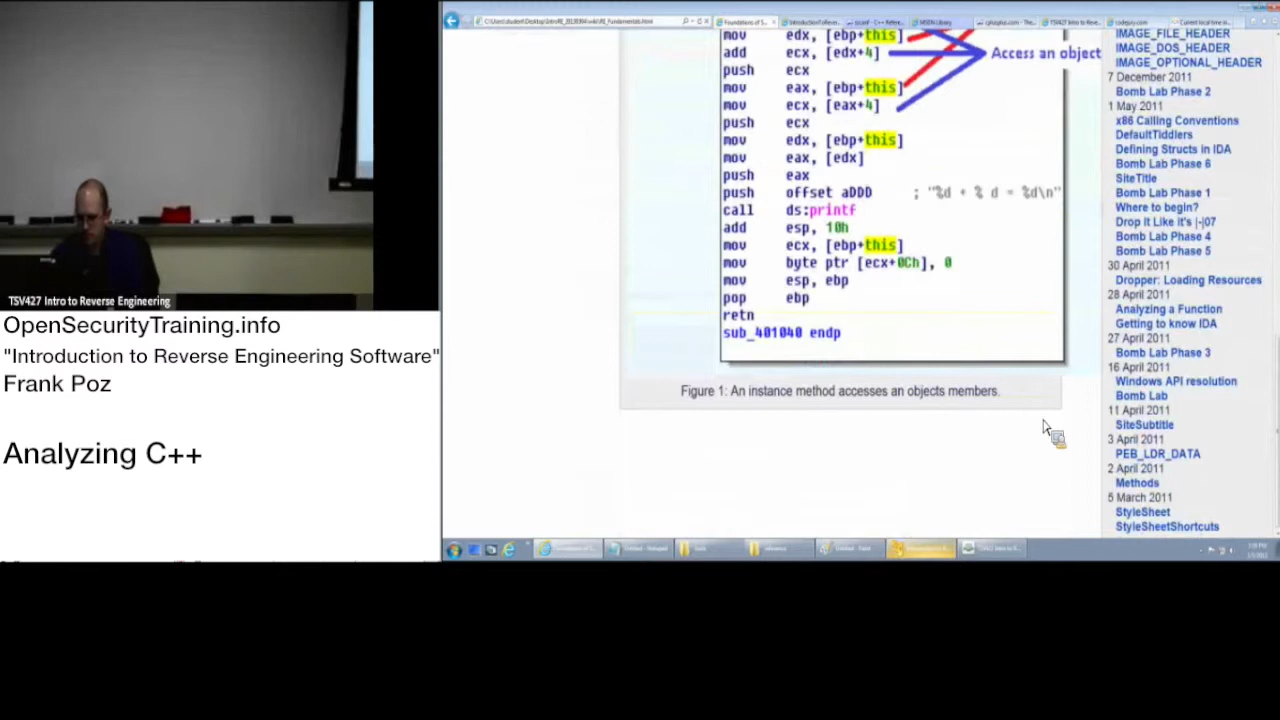 TSV427 Intro to Reverse Engineering
OpenSecurityTraining.info
"Introduction to Reverse Engineering Software"
Frank Poz
Analyzing C++
mov edx, [ebp+this]
add ecx, [edx+4]
Access an object
push ecx
mov eax, [ebp+this]
mov ecx, [eax+4]
push ecx
mov edx, [ebp+this]
mov eax, [edx]
push eax
push offset aDDD ; "%d + % d = %d\n"
call ds:printf
add esp, 10h
mov ecx, [ebp+this]
mov byte ptr [ecx+0Ch], 0
mov esp, ebp
pop ebp
retn
sub_401040 endp
Figure 1: An instance method accesses an objects members.
IMAGE_FILE_HEADER
IMAGE_DOS_HEADER
IMAGE_OPTIONAL_HEADER
7 December 2011
Bomb Lab Phase 2
1 May 2011
x86 Calling Conventions
DefaultTiddlers
Defining Structs in IDA
Bomb Lab Phase 6
SiteTitle
Bomb Lab Phase 1
Where to begin?
Drop it Like it's |-|07
Bomb Lab Phase 4
Bomb Lab Phase 5
30 April 2011
Dropper: Loading Resources
28 April 2011
Analyzing a Function
Getting to know IDA
27 April 2011
Bomb Lab Phase 3
16 April 2011
Windows API resolution
Bomb Lab
11 April 2011
SiteSubtitle
3 April 2011
PEB_LDR_DATA
2 April 2011
Methods
5 March 2011
StyleSheet
StyleSheetShortcuts